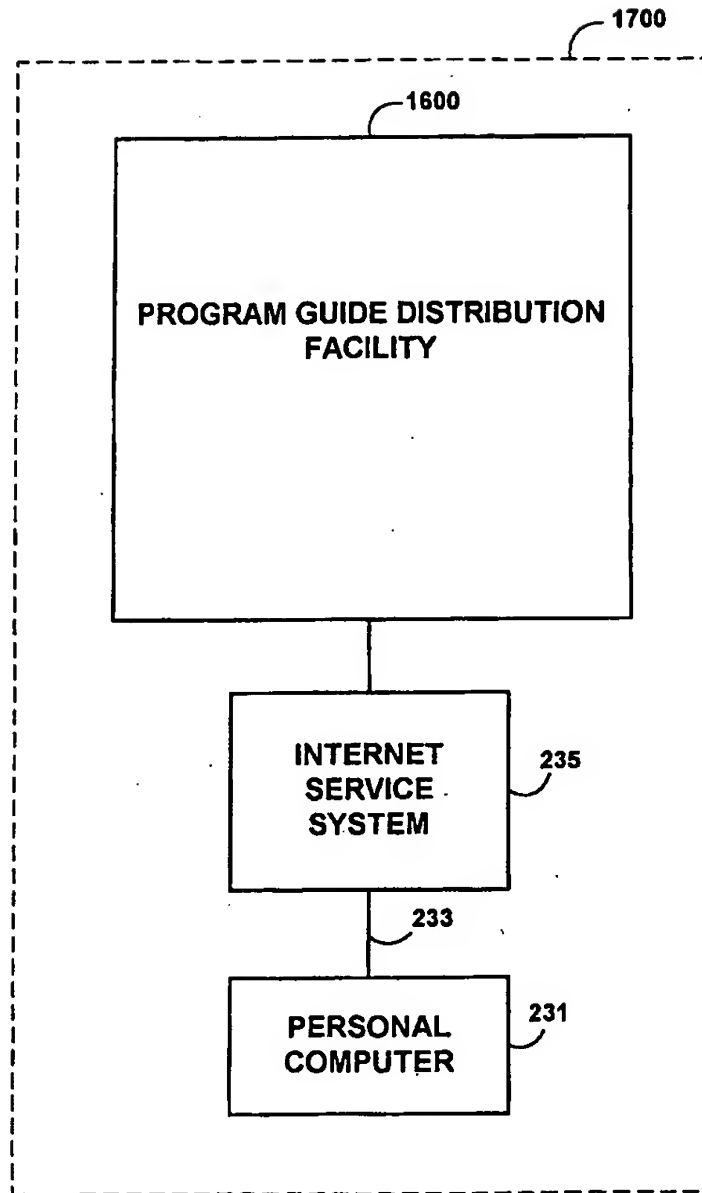 1700
1600
PROGRAM GUIDE DISTRIBUTION
FACILITY
INTERNET
SERVICE
SYSTEM
235
233
PERSONAL
COMPUTER
231